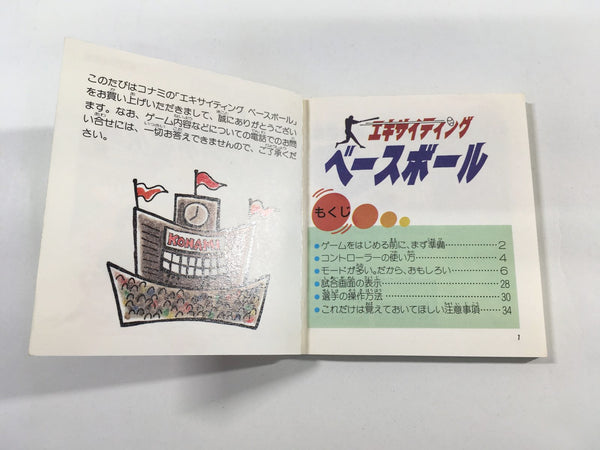 このたびはコナミの「エキサイティング ベースボール」
をお買い上げいただきまして、誠にありがとうござい
ます。なお、ゲーム内容などについての電話でのお問
い合せには、一切お答えできませんので、ご了承くだ
さい。
KONAMI
エキサイティング
ベースボール
もくじ
●ゲームをはじめる前に、まず準備…………2
●コントローラーの使い方…………4
●モードが多い。だから、おもしろい…………6
●試合画面の表示…………28
●選手の操作方法…………30
●これだけは覚えておいてほしい注意事項…………34
1